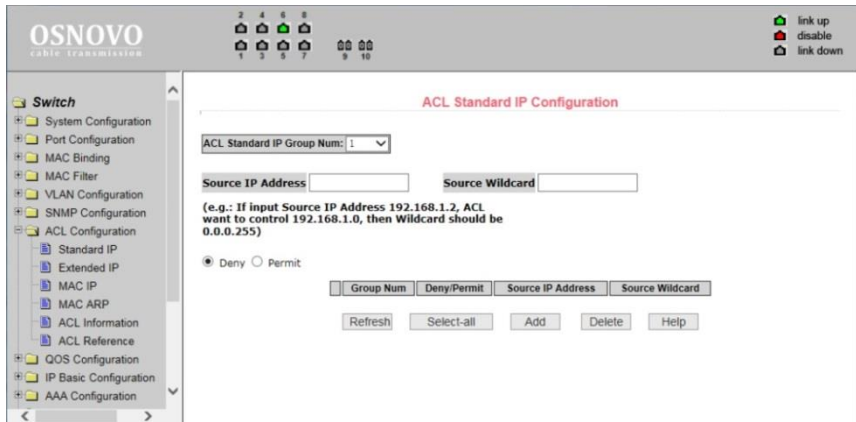 OSNOVO
cable transmission
2 4 6 8
1 3 5 7 9 10
link up
disable
link down
Switch
System Configuration
Port Configuration
MAC Binding
MAC Filter
VLAN Configuration
SNMP Configuration
ACL Configuration
Standard IP
Extended IP
MAC IP
MAC ARP
ACL Information
ACL Reference
QOS Configuration
IP Basic Configuration
AAA Configuration
ACL Standard IP Configuration
ACL Standard IP Group Num: 1
Source IP Address Source Wildcard
(e.g.: If input Source IP Address 192.168.1.2, ACL
want to control 192.168.1.0, then Wildcard should be
0.0.0.255)
Deny Permit
Group Num Deny/Permit Source IP Address Source Wildcard
Refresh Select-all Add Delete Help